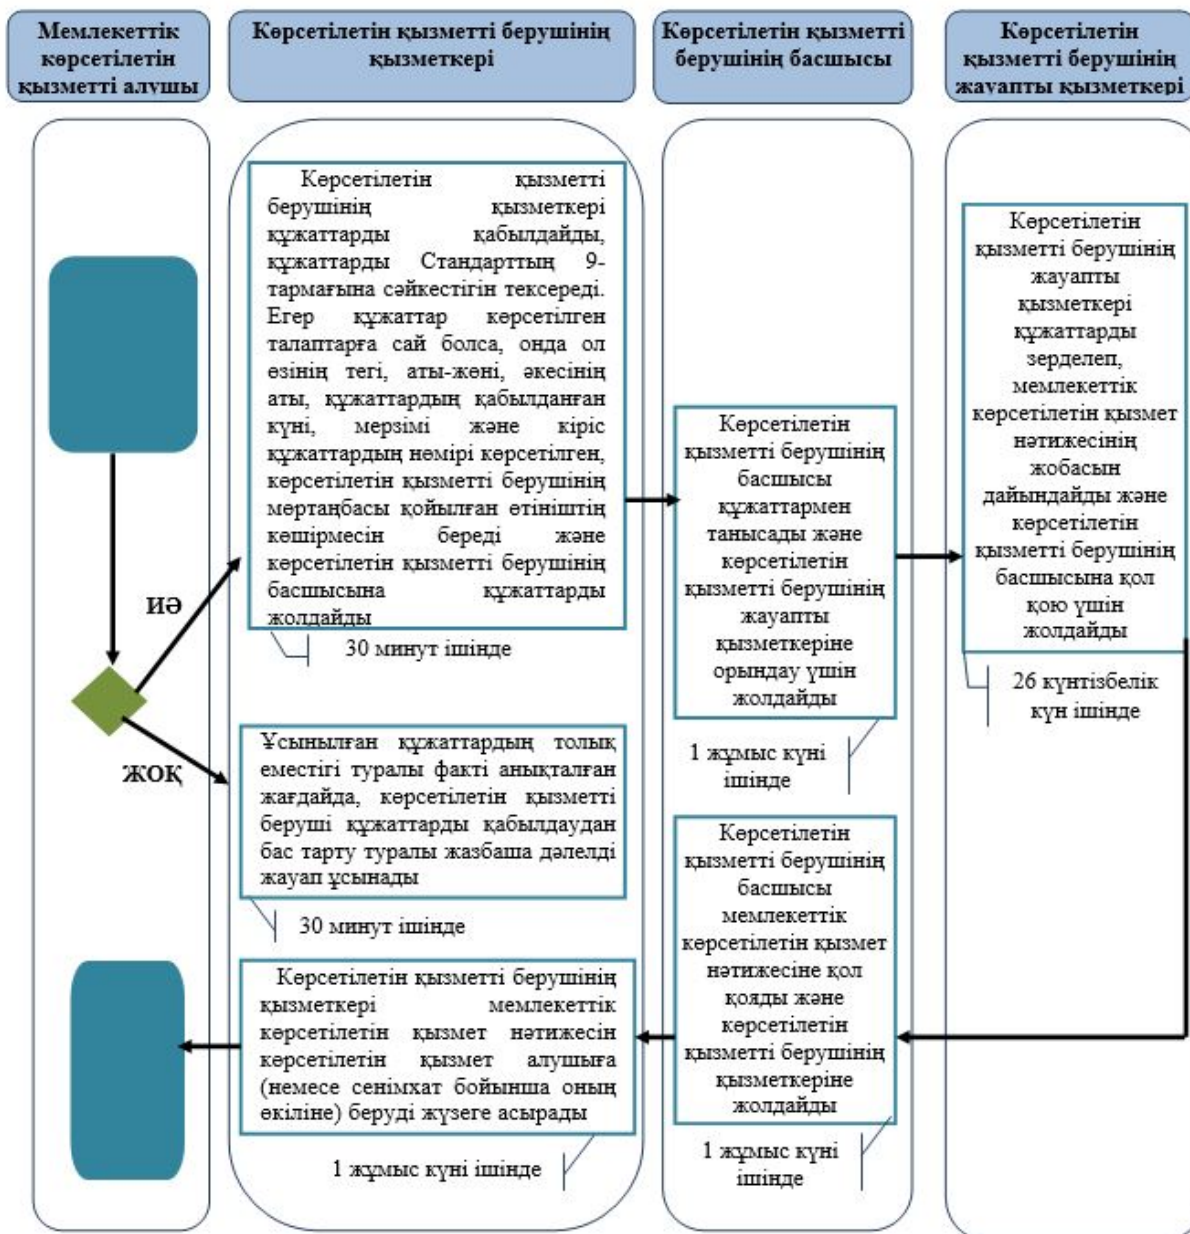 Мемлекеттік
көрсетілетін
қызметті алушы
Көрсетілетін қызметті берушінің
қызметкері
Көрсетілетін қызметті
берушінің басшысы
Көрсетілетін
қызметті берушінің
жауапты қызметкері
Көрсетілетін қызметті
берушінің қызметкері
құжаттарды қабылдайды,
құжаттарды Стандарттың 9-
тармағына сәйкестігін тексереді.
Егер құжаттар көрсетілген
талаптарға сай болса, онда ол
өзінің тегі, аты-жөні, әкесінің
аты, құжаттардың қабылданған
күні, мерзімі және кіріс
құжаттардың нөмірі көрсетілген,
көрсетілетін қызметті берушінің
мөртаңбасы қойылған өтініштің
көшірмесін береді және
көрсетілетін қызметті берушінің
басшысына құжаттарды
жолдайды
30 минут ішінде
ИӘ
ЖОҚ
Ұсынылған құжаттардың толық
еместігі туралы факті анықталған
жағдайда, көрсетілетін қызметті
беруші құжаттарды қабылдаудан
бас тарту туралы жазбаша дәлелді
жауап ұсынады
30 минут ішінде
Көрсетілетін қызметті берушінің
қызметкері мемлекеттік
көрсетілетін қызмет нәтижесін
көрсетілетін қызмет алушыға
(немесе сенімхат бойынша оның
өкіліне) беруді жүзеге асырады
1 жұмыс күні ішінде
Көрсетілетін
қызметті берушінің
басшысы
құжаттармен
танысады және
көрсетілетін
қызметті берушінің
жауапты
қызметкеріне
орындау үшін
жолдайды
1 жұмыс күні
ішінде
Көрсетілетін
қызметті берушінің
басшысы
мемлекеттік
көрсетілетін қызмет
нәтижесіне қол
қояды және
көрсетілетін
қызметті берушінің
қызметкеріне
жолдайды
1 жұмыс күні
ішінде
Көрсетілетін
қызметті берушінің
жауапты
қызметкері
құжаттарды
зерделеп,
мемлекеттік
көрсетілетін қызмет
нәтижесінің
жобасын
дайындайды және
көрсетілетін
қызметті берушінің
басшысына қол
қою үшін
жолдайды
26 күнтізбелік
күн ішінде